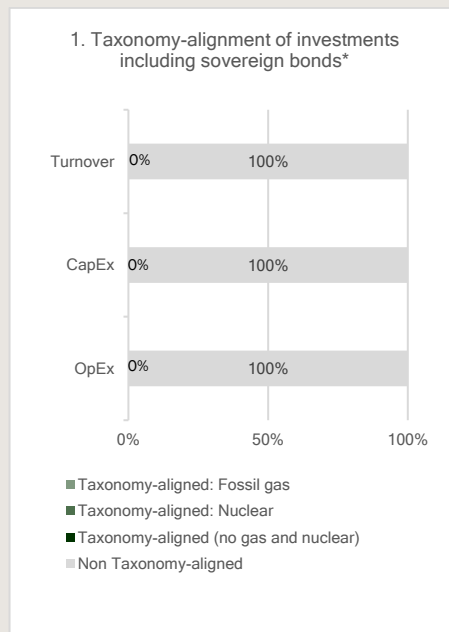 1. Taxonomy-alignment of investments
including sovereign bonds*
Turnover 0% 100%
CapEx 0% 100%
OpEx 0% 100%
0% 50% 100%
Taxonomy-aligned: Fossil gas
Taxonomy-aligned: Nuclear
Taxonomy-aligned (no gas and nuclear)
Non Taxonomy-aligned